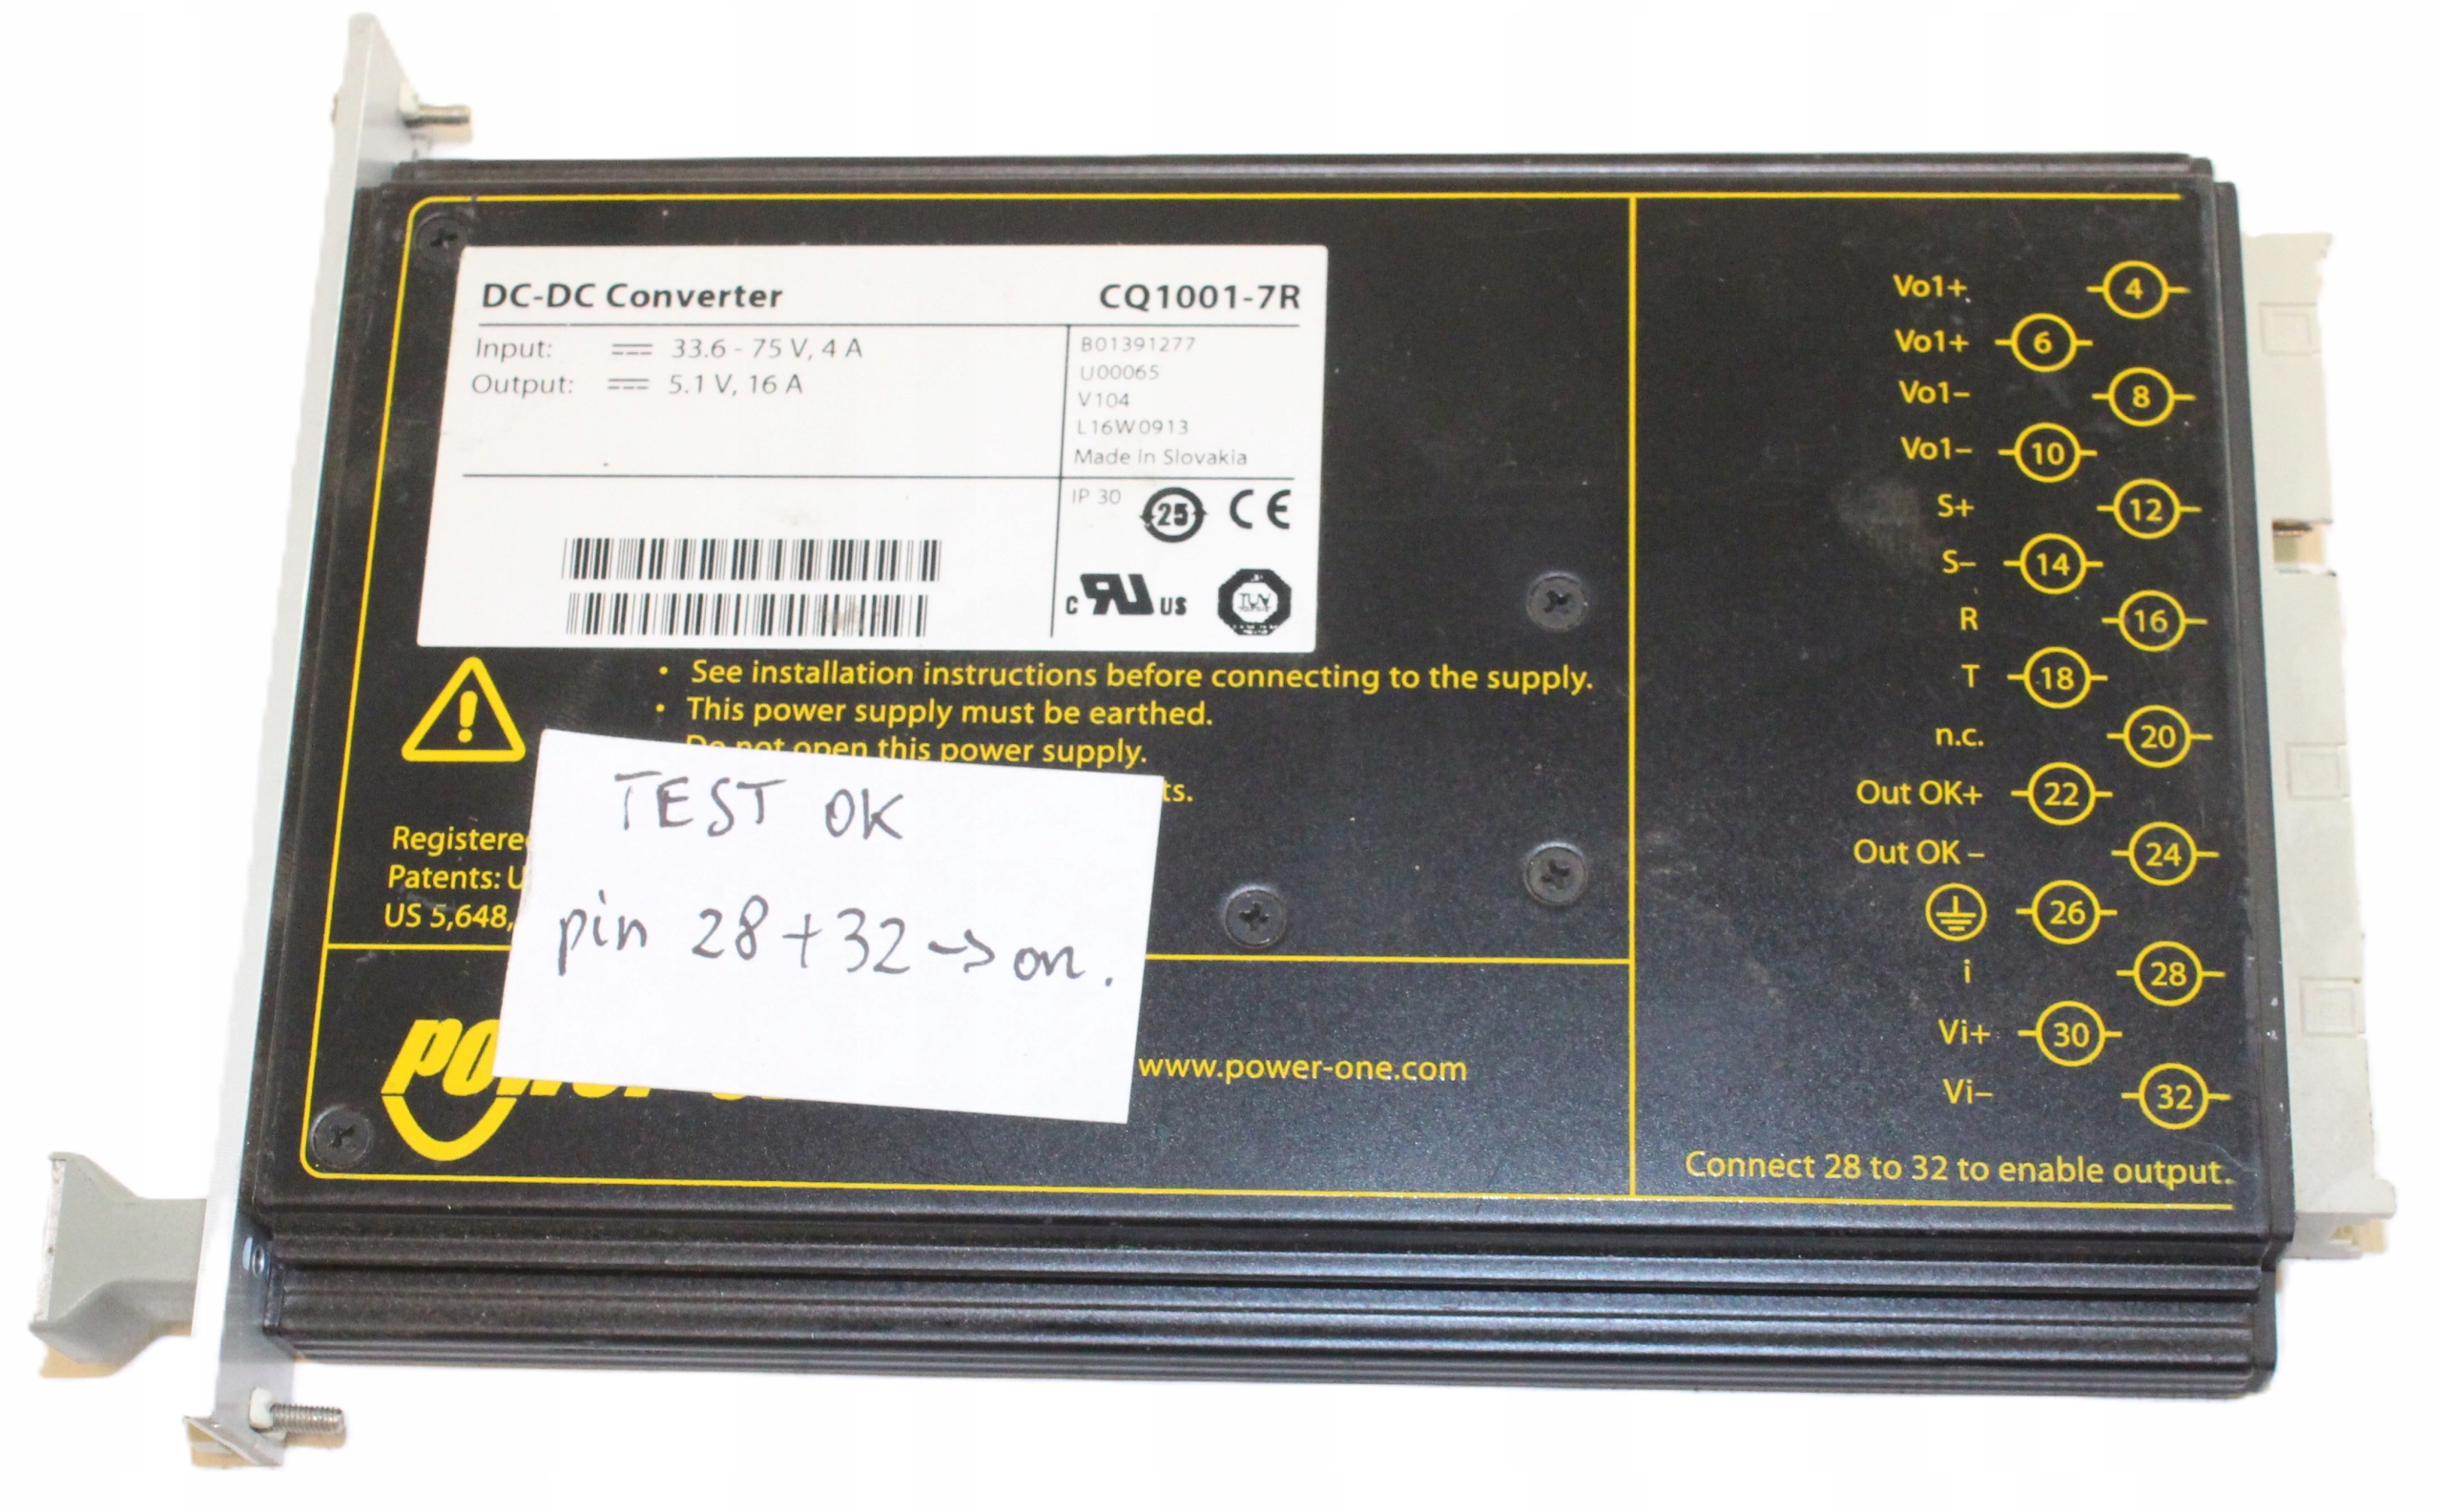 DC-DC Converter CQ1001-7R
Input: 33.6 - 75 V, 4 A
Output: 5.1 V, 16 A
B01391277
U00065
V104
L16W0913
Made in Slovakia
IP 30
25
CE
c RU US
TUV
• See installation instructions before connecting to the supply.
• This power supply must be earthed.
Do not open this power supply.
ts.
Registere
Patents: U
US 5,648,
TEST OK
pin 28+32→on.
www.power-one.com
Vo1+ 4
Vo1+ 6
Vo1– 8
Vo1– 10
S+ 12
S– 14
R 16
T 18
n.c. 20
Out OK+ 22
Out OK – 24
26
i 28
Vi+ 30
Vi– 32
Connect 28 to 32 to enable output.